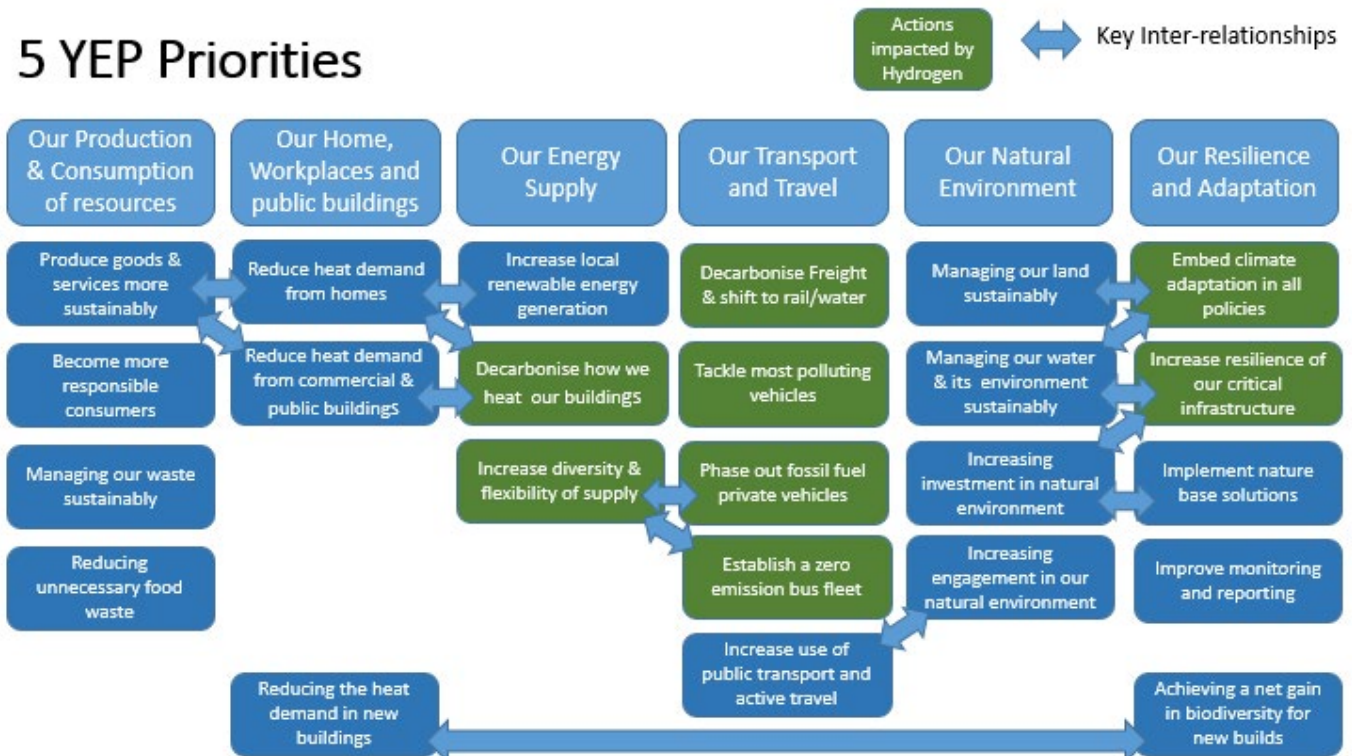 5 YEP Priorities
Actions
impacted by
Hydrogen
Key Inter-relationships
Our Production
& Consumption
of resources
Our Home,
Workplaces and
public buildings
Our Energy
Supply
Our Transport
and Travel
Our Natural
Environment
Our Resilience
and Adaptation
Produce goods &
services more
sustainably
Reduce heat demand
from homes
Increase local
renewable energy
generation
Decarbonise Freight
& shift to rail/water
Managing our land
sustainably
Embed climate
adaptation in all
policies
Become more
responsible
consumers
Reduce heat demand
from commercial &
public buildings
Decarbonise how we
heat our buildings
Tackle most polluting
vehicles
Managing our water
& its environment
sustainably
Increase resilience of
our critical
infrastructure
Managing our waste
sustainably
Increase diversity &
flexibility of supply
Phase out fossil fuel
private vehicles
Increasing
investment in natural
environment
Implement nature
base solutions
Reducing
unnecessary food
waste
Establish a zero
emission bus fleet
Increasing
engagement in our
natural environment
Improve monitoring
and reporting
Increase use of
public transport and
active travel
Reducing the heat
demand in new
buildings
Achieving a net gain
in biodiversity for
new builds